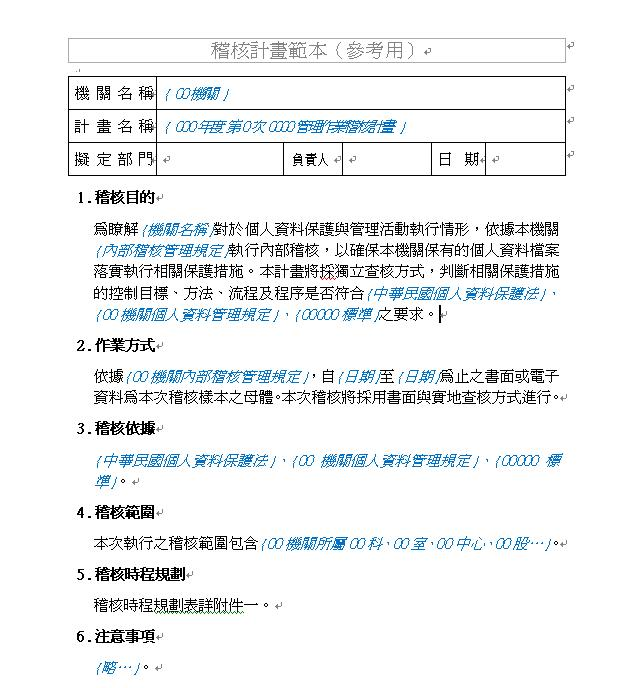 稽核計畫範本（參考用）
機關名稱 {OO機關}
計畫名稱 {OOO年度第O次OOOO管理作業稽核計畫}
擬定部門 負責人 日期
1.稽核目的
為瞭解{機關名稱}對於個人資料保護與管理活動執行情形，依據本機關
{內部稽核管理規定}執行內部稽核，以確保本機關保有的個人資料檔案
落實執行相關保護措施。本計畫將採獨立查核方式，判斷相關保護措施
的控制目標、方法、流程及程序是否符合{中華民國個人資料保護法}、
{OO機關個人資料管理規定}、{OOOOO標準}之要求。
2.作業方式
依據{OO機關內部稽核管理規定}，自{日期}至{日期}為止之書面或電子
資料為本次稽核樣本之母體。本次稽核將採用書面與實地查核方式進行。
3.稽核依據
{中華民國個人資料保護法}、{OO 機關個人資料管理規定}、{OOOOO 標
準}。
4.稽核範圍
本次執行之稽核範圍包含{OO機關所屬OO科、OO室、OO中心、OO股…}。
5.稽核時程規劃
稽核時程規劃表詳附件一。
6.注意事項
{略…}。